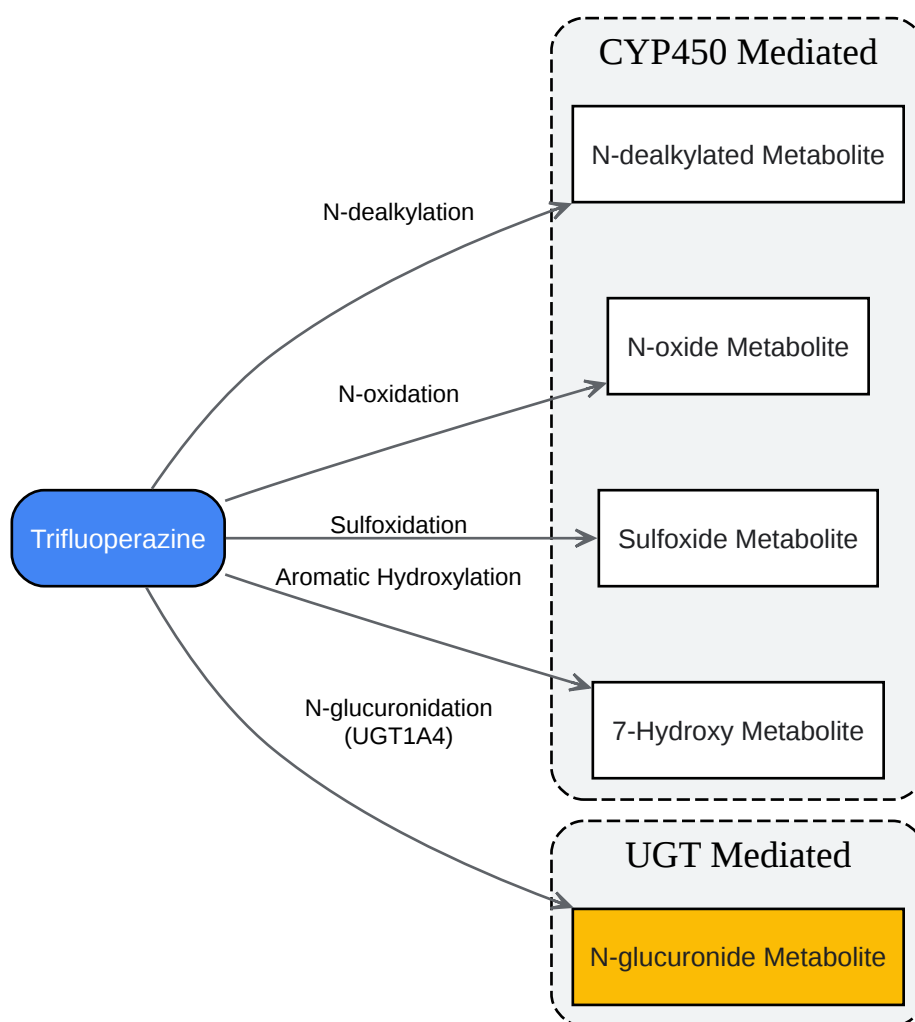 CYP450 Mediated
N-dealkylated Metabolite
N-dealkylation
N-oxide Metabolite
N-oxidation
Trifluoperazine
Sulfoxidation
Sulfoxide Metabolite
Aromatic Hydroxylation
N-glucuronidation
(UGT1A4)
7-Hydroxy Metabolite
UGT Mediated
N-glucuronide Metabolite